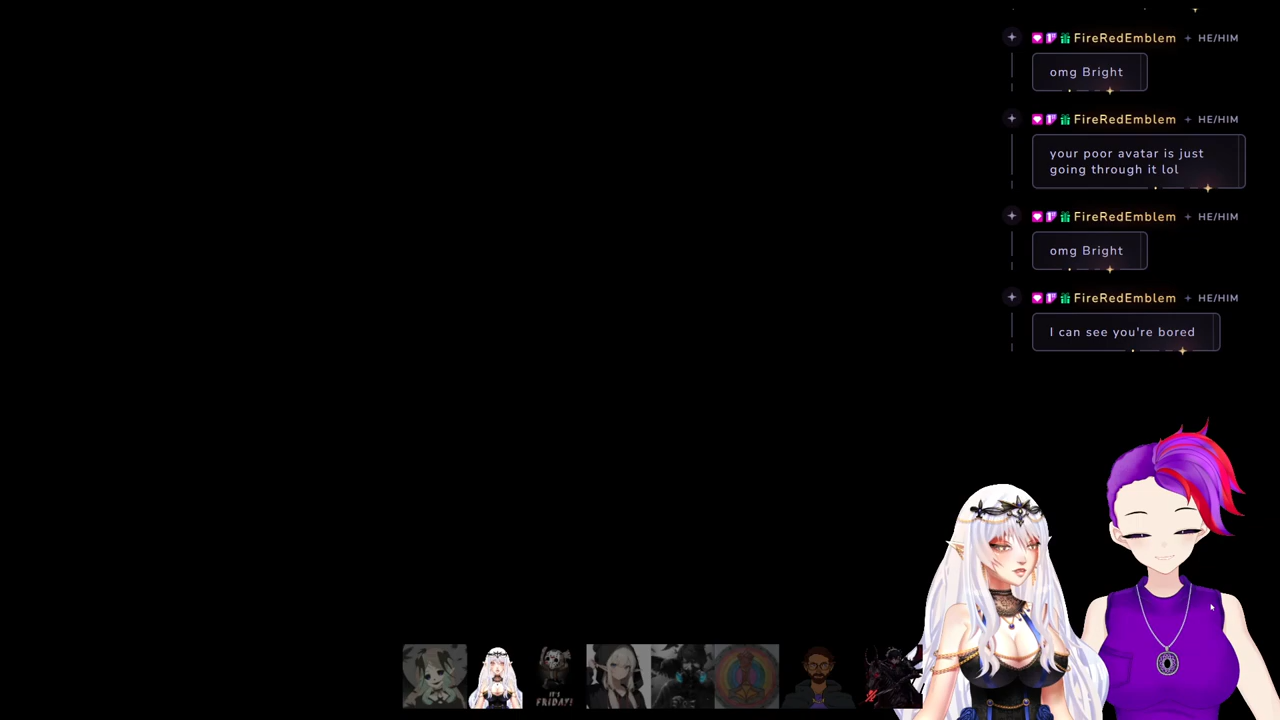 FireRedEmblem HE/HIM
omg Bright
FireRedEmblem HE/HIM
your poor avatar is just
going through it lol
FireRedEmblem HE/HIM
omg Bright
FireRedEmblem HE/HIM
I can see you're bored
IT'S
FRIDAY!